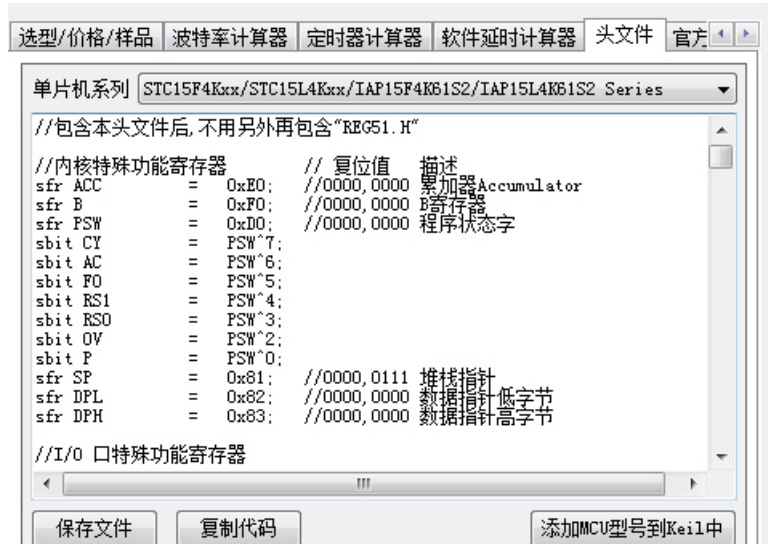 选型/价格/样品 波特率计算器 定时器计算器 软件延时计算器 头文件 官方
单片机系列 STC15F4Kxx/STC15L4Kxx/IAP15F4K61S2/IAP15L4K61S2 Series
//包含本头文件后,不用另外再包含"REG51.H"
//内核特殊功能寄存器 // 复位值 描述
sfr ACC = 0xE0; //0000,0000 累加器Accumulator
sfr B = 0xF0; //0000,0000 B寄存器
sfr PSW = 0xD0; //0000,0000 程序状态字
sbit CY = PSW^7;
sbit AC = PSW^6;
sbit F0 = PSW^5;
sbit RS1 = PSW^4;
sbit RS0 = PSW^3;
sbit OV = PSW^2;
sbit P = PSW^0;
sfr SP = 0x81; //0000,0111 堆栈指针
sfr DPL = 0x82; //0000,0000 数据指针低字节
sfr DPH = 0x83; //0000,0000 数据指针高字节
//I/O 口特殊功能寄存器
保存文件 复制代码 添加MCU型号到Keil中